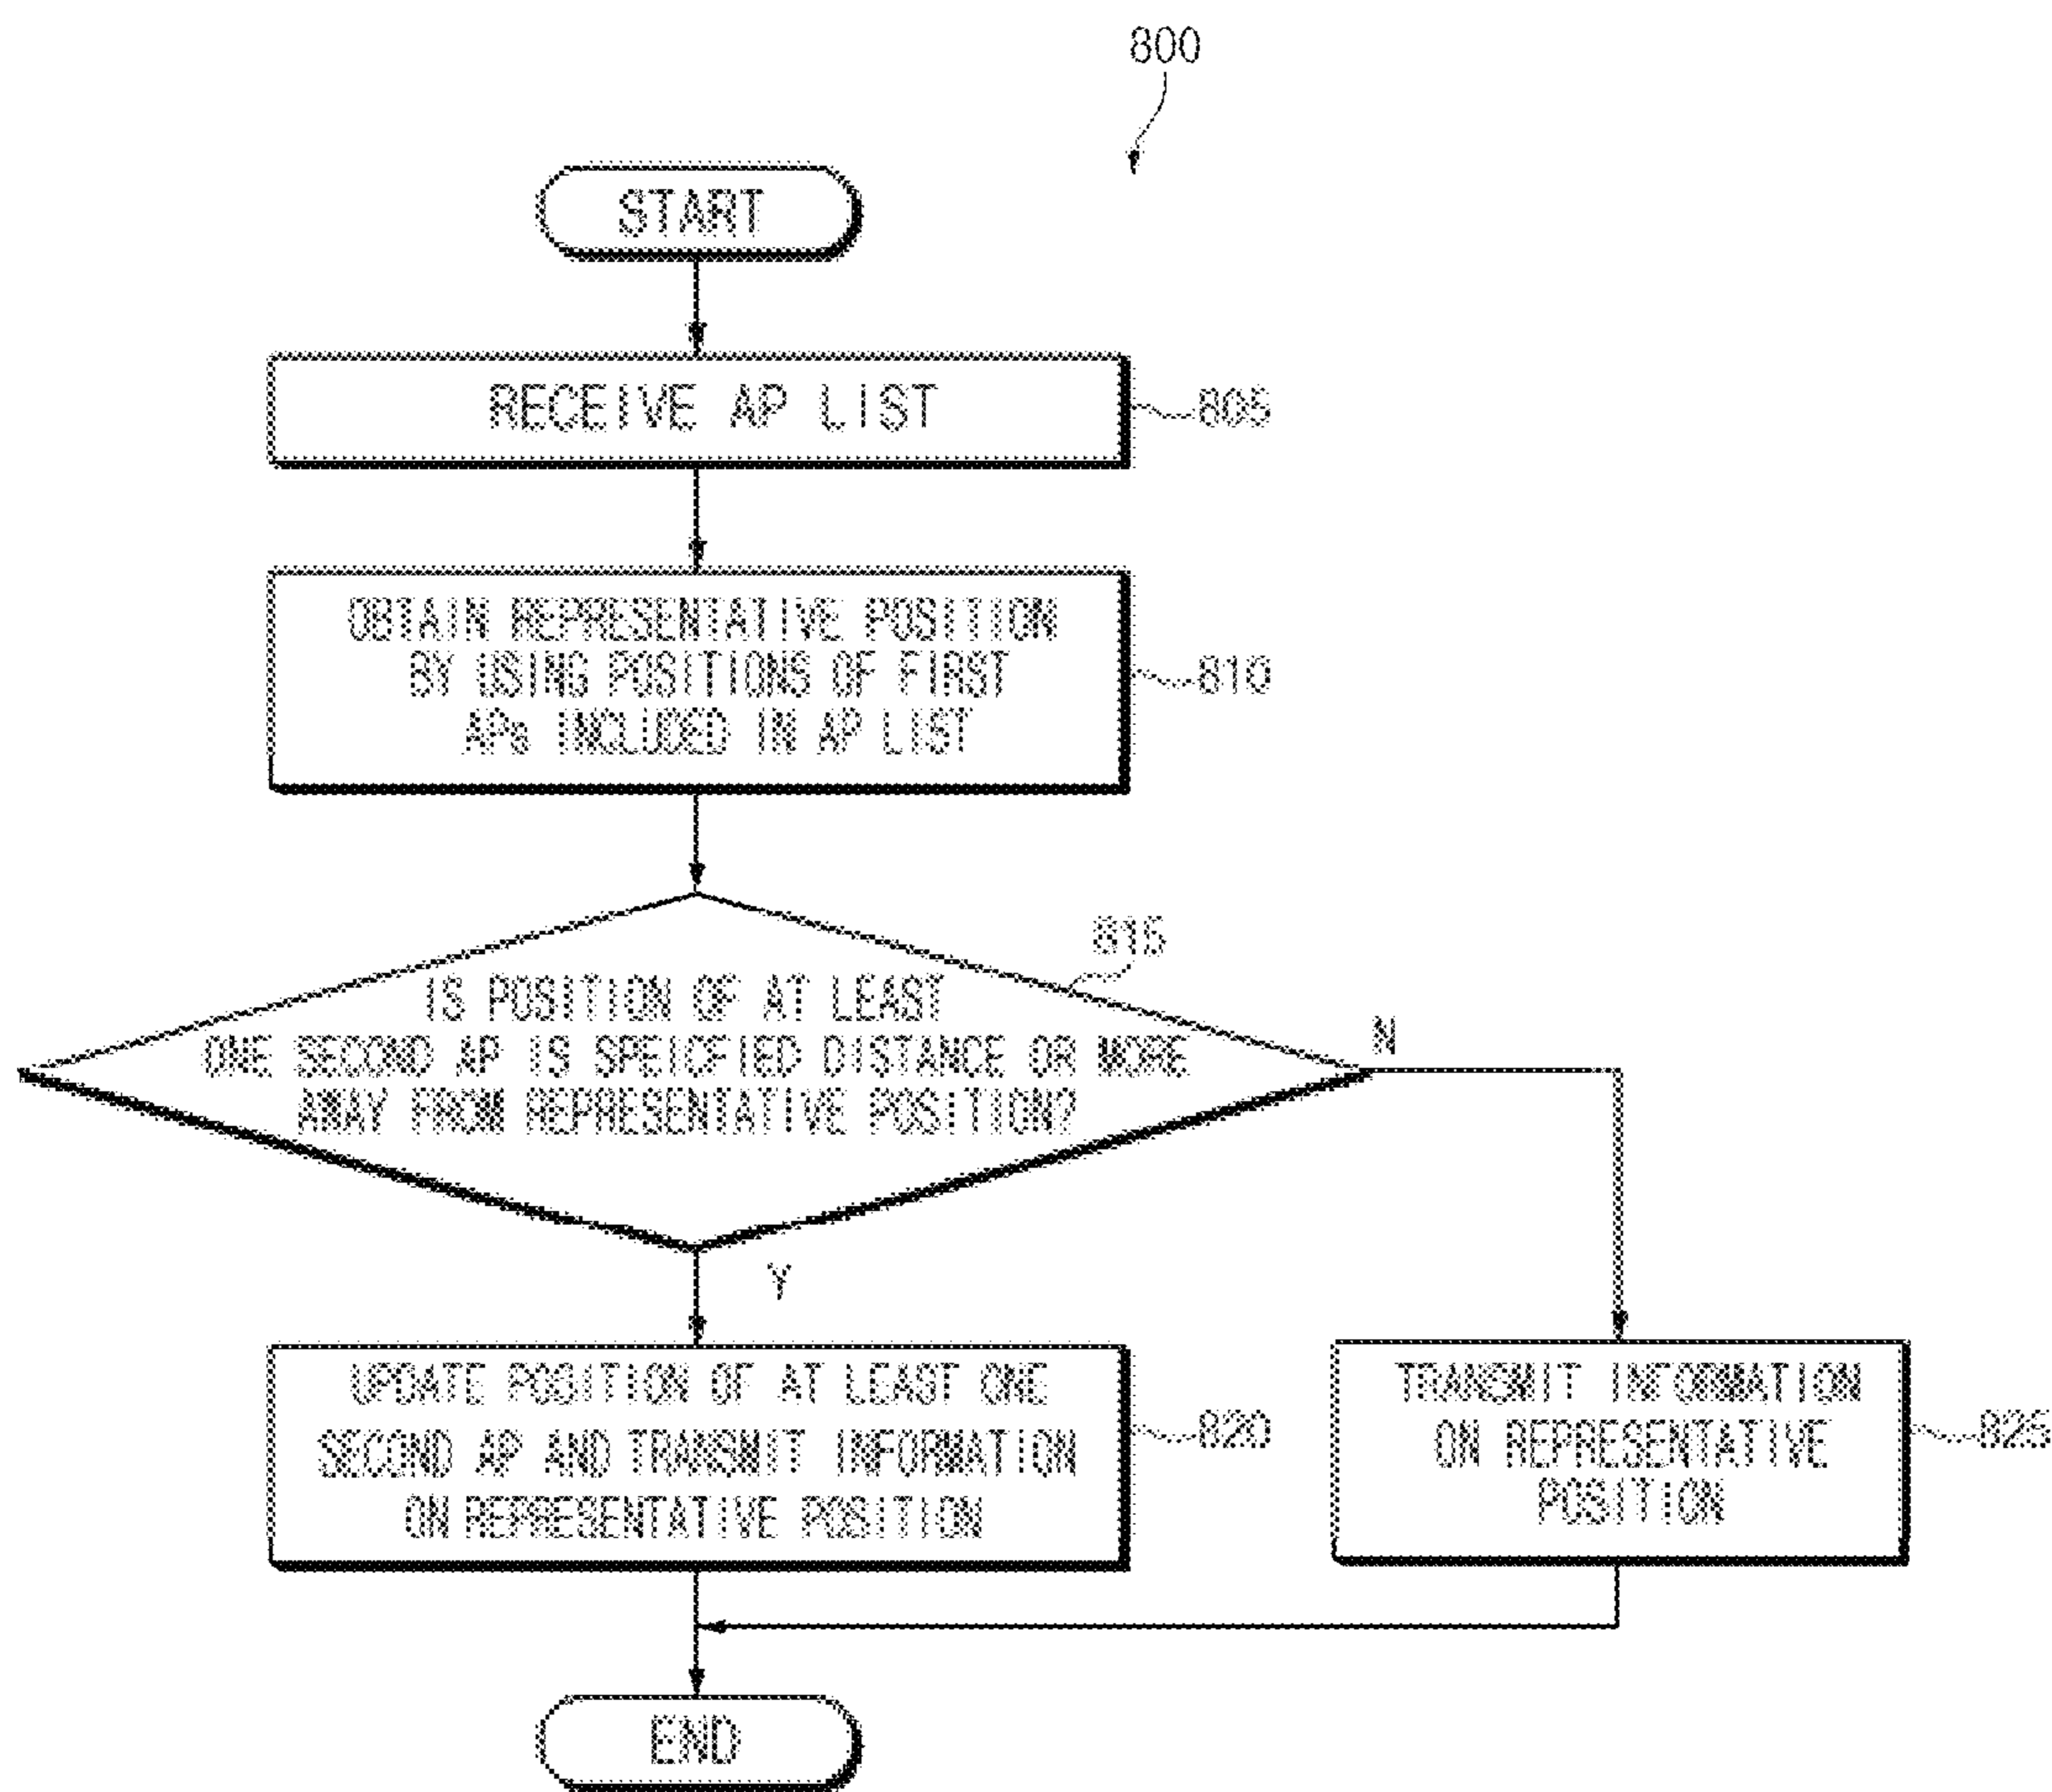 800
START
RECEIVE AP LIST
805
OBTAIN REPRESENTATIVE POSITION
BY USING POSITIONS OF FIRST
APs INCLUDED IN AP LIST
810
815
IS POSITION OF AT LEAST
ONE SECOND AP IS SPEICFIED DISTANCE OR MORE
AWAY FROM REPRESENTATIVE POSITION?
N
Y
UPDATE POSITION OF AT LEAST ONE
SECOND AP AND TRANSMIT INFORMATION
ON REPRESENTATIVE POSITION
820
TRANSMIT INFORMATION
ON REPRESENTATIVE
POSITION
825
END